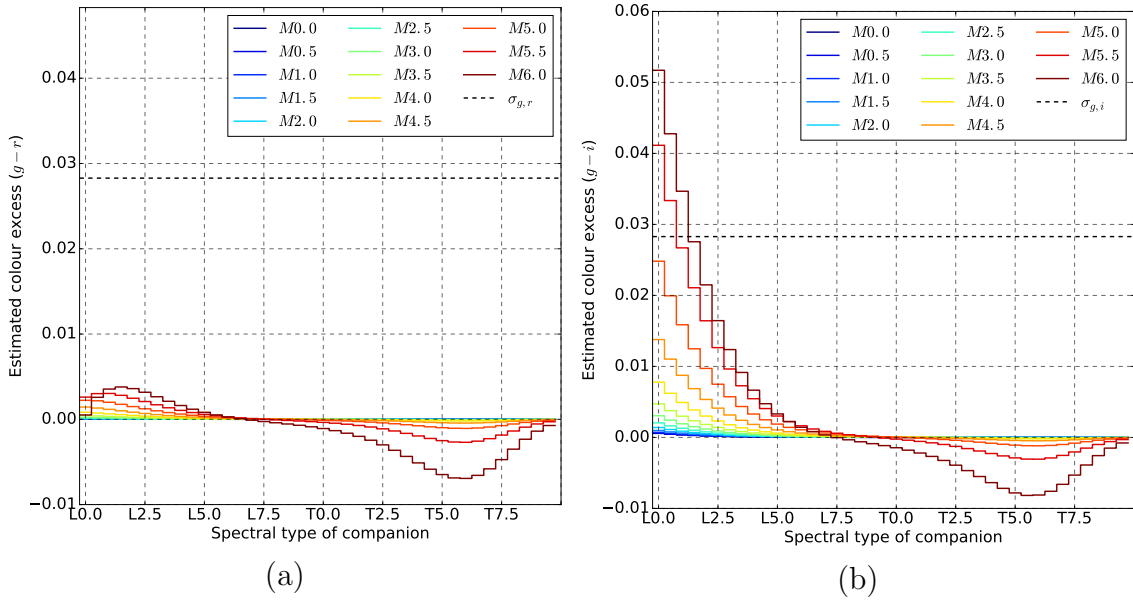 M0.0 M2.5 M5.0
M0.5 M3.0 M5.5
M1.0 M3.5 M6.0
M1.5 M4.0 σg,r
M2.0 M4.5
Estimated colour excess (g − r)
0.04
0.03
0.02
0.01
0.00
−0.01
L0.0 L2.5 L5.0 L7.5 T0.0 T2.5 T5.0 T7.5
Spectral type of companion
(a)
M0.0 M2.5 M5.0
M0.5 M3.0 M5.5
M1.0 M3.5 M6.0
M1.5 M4.0 σg,i
M2.0 M4.5
Estimated colour excess (g − i)
0.06
0.05
0.04
0.03
0.02
0.01
0.00
−0.01
L0.0 L2.5 L5.0 L7.5 T0.0 T2.5 T5.0 T7.5
Spectral type of companion
(b)